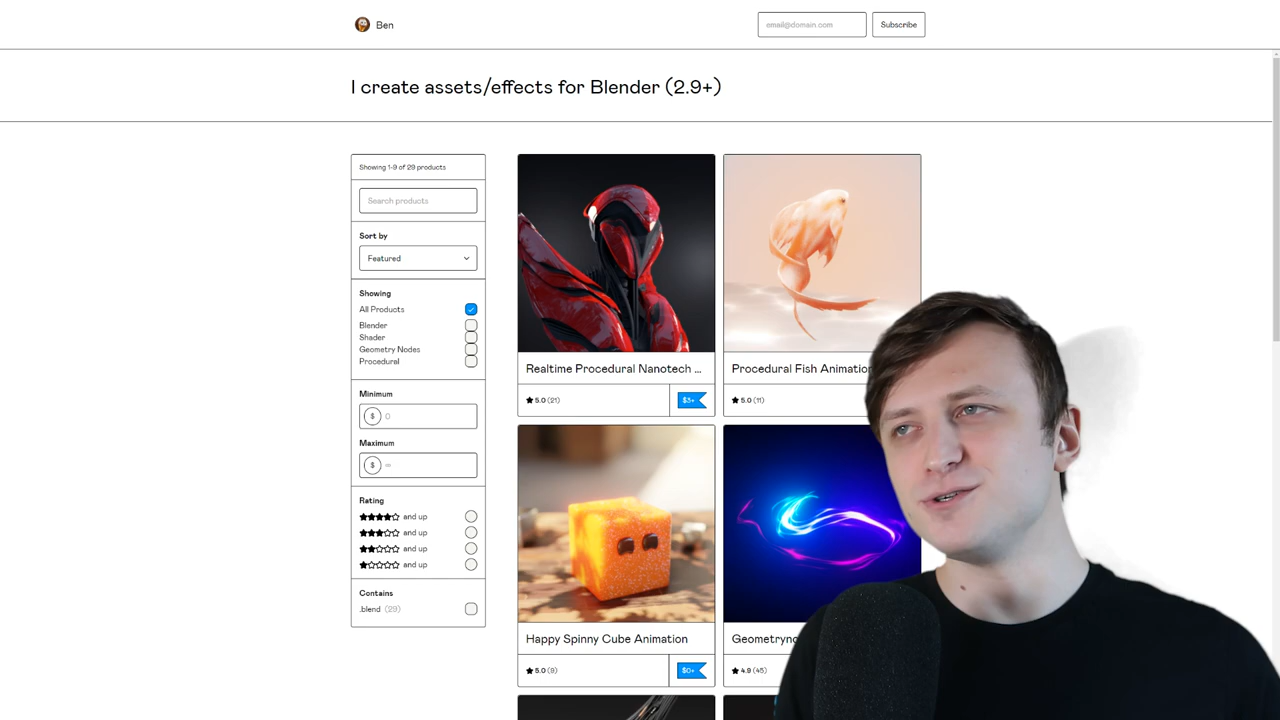 Ben
email@domain.com
Subscribe
I create assets/effects for Blender (2.9+)
Showing 1-9 of 29 products
Search products
Sort by
Featured
Showing
All Products
Blender
Shader
Geometry Nodes
Procedural
Minimum
$ 0
Maximum
$ ∞
Rating
and up
and up
and up
and up
Contains
.blend (29)
Realtime Procedural Nanotech ...
5.0 (21)
$3+
Procedural Fish Animation
5.0 (11)
Happy Spinny Cube Animation
5.0 (9)
$0+
4.9 (45)